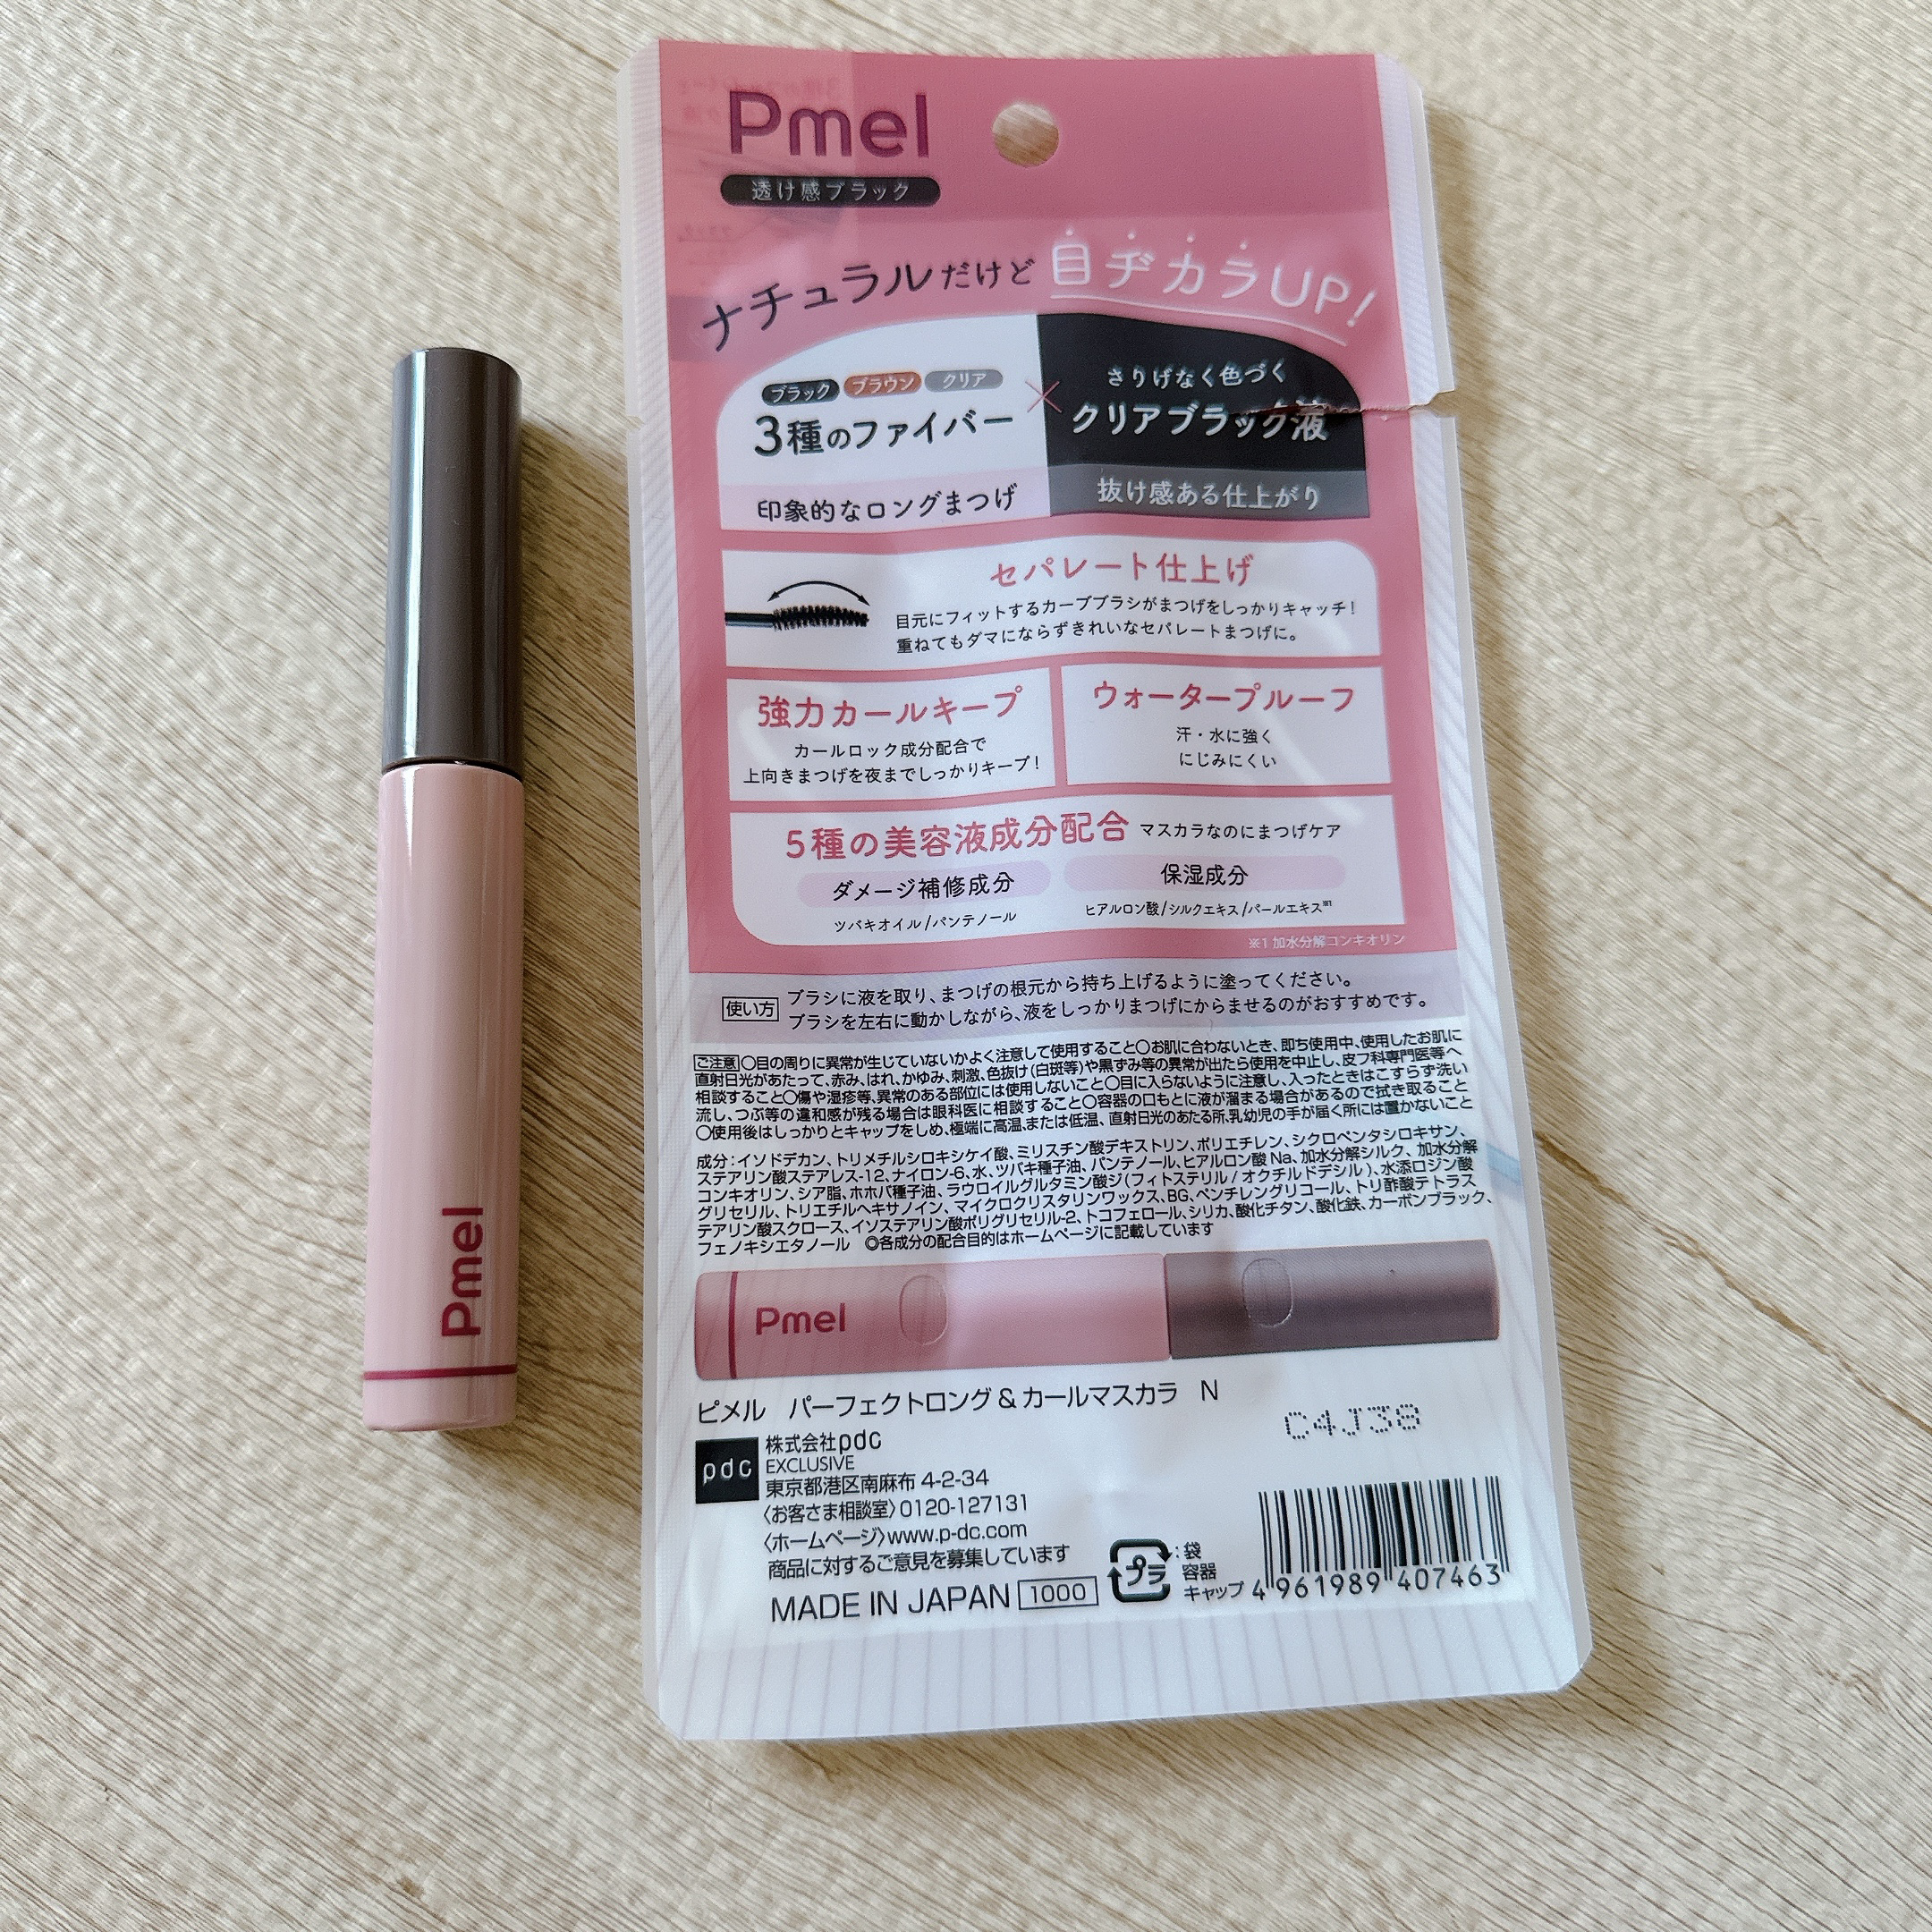 Pmel
Pmel
透け感ブラック
ナチュラルだけど 目ヂカラUP!
ブラック ブラウン クリア
3種のファイバー
印象的なロングまつげ
×
さりげなく色づく
クリアブラック液
抜け感ある仕上がり
セパレート仕上げ
目元にフィットするカーブブラシがまつげをしっかりキャッチ!
重ねてもダマにならずきれいなセパレートまつげに。
強力カールキープ
カールロック成分配合で
上向きまつげを夜までしっかりキープ!
ウォータープルーフ
汗・水に強く
にじみにくい
5種の美容液成分配合 マスカラなのにまつげケア
ダメージ補修成分
ツバキオイル/パンテノール
保湿成分
ヒアルロン酸/シルクエキス/パールエキス※1
※1 加水分解コンキオリン
使い方 ブラシに液を取り、まつげの根元から持ち上げるように塗ってください。
ブラシを左右に動かしながら、液をしっかりまつげにからませるのがおすすめです。
ご注意 〇目の周りに異常が生じていないかよく注意して使用すること〇お肌に合わないとき、即ち使用中、使用したお肌に
直射日光があたって、赤み、はれ、かゆみ、刺激、色抜け(白斑等)や黒ずみ等の異常が出たら使用を中止し、皮フ科専門医等へ
相談すること〇傷や湿疹等、異常のある部位には使用しないこと〇目に入らないように注意し、入ったときはこすらず洗い
流し、つぶ等の違和感が残る場合は眼科医に相談すること〇容器の口もとに液が溜まる場合があるので拭き取ること
〇使用後はしっかりとキャップをしめ、極端に高温または低温、直射日光のあたる所、乳幼児の手が届く所には置かないこと
成分:イソドデカン、トリメチルシロキシケイ酸、ミリスチン酸デキストリン、ポリエチレン、シクロペンタシロキサン、
ステアリン酸ステアレス-12、ナイロン-6、水、ツバキ種子油、パンテノール、ヒアルロン酸Na、加水分解シルク、加水分解
コンキオリン、シア脂、ホホバ種子油、ラウロイルグルタミン酸ジ(フィトステリル/オクチルドデシル)、水添ロジン酸
グリセリル、トリエチルヘキサノイン、マイクロクリスタリンワックス、BG、ペンチレングリコール、トリ酢酸テトラス
テアリン酸スクロース、イソステアリン酸ポリグリセリル-2、トコフェロール、シリカ、酸化チタン、酸化鉄、カーボンブラック、
フェノキシエタノール ◎各成分の配合目的はホームページに記載しています
Pmel
ピメル パーフェクトロング&カールマスカラ N
C4J38
pdc
株式会社pdc
EXCLUSIVE
東京都港区南麻布 4-2-34
〈お客さま相談室〉0120-127131
〈ホームページ〉www.p-dc.com
商品に対するご意見を募集しています
MADE IN JAPAN 1000
プラ :袋
容器
キャップ
4 961989 407463